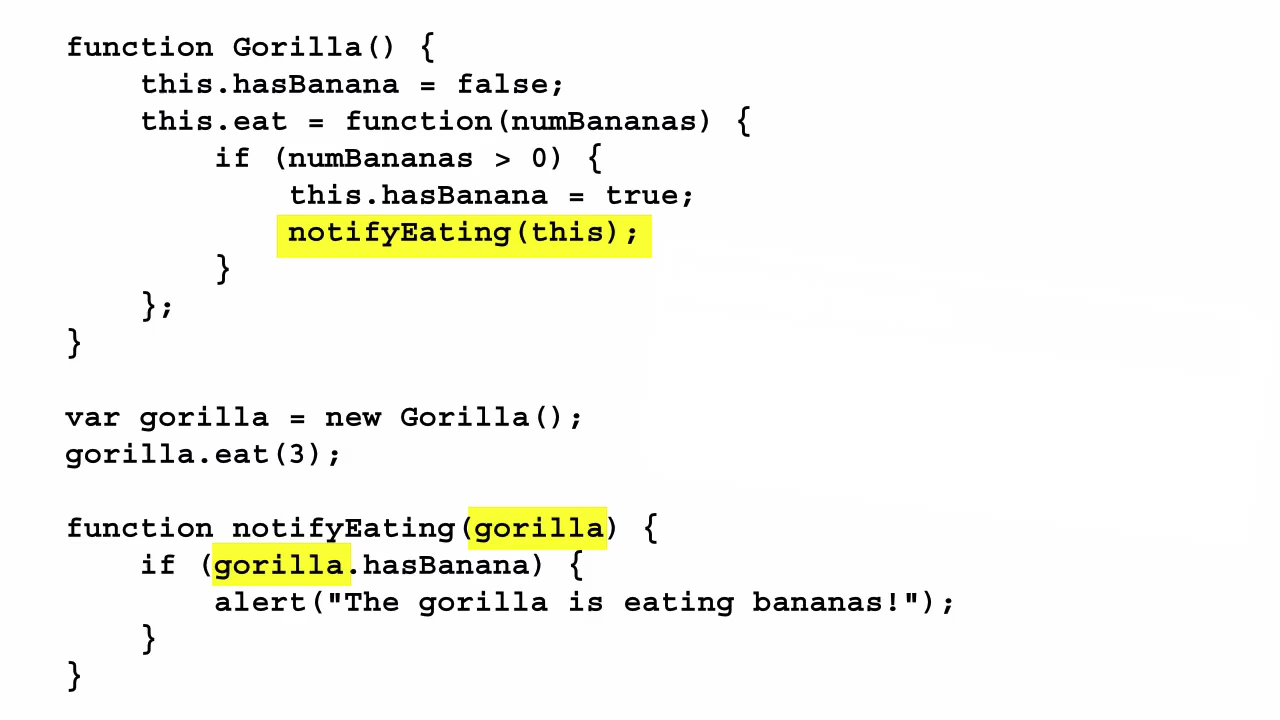 function Gorilla() {
    this.hasBanana = false;
    this.eat = function(numBananas) {
        if (numBananas > 0) {
            this.hasBanana = true;
            notifyEating(this);
        }
    };
}

var gorilla = new Gorilla();
gorilla.eat(3);

function notifyEating(gorilla) {
    if (gorilla.hasBanana) {
        alert("The gorilla is eating bananas!");
    }
}